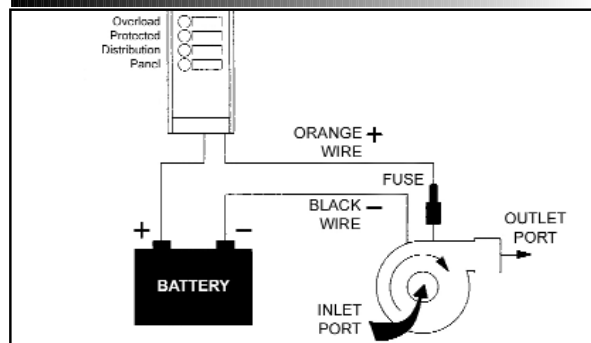 Overload
Protected
Distribution
Panel
ORANGE +
WIRE
FUSE
BLACK −
WIRE
OUTLET
PORT
+ −
BATTERY
INLET
PORT